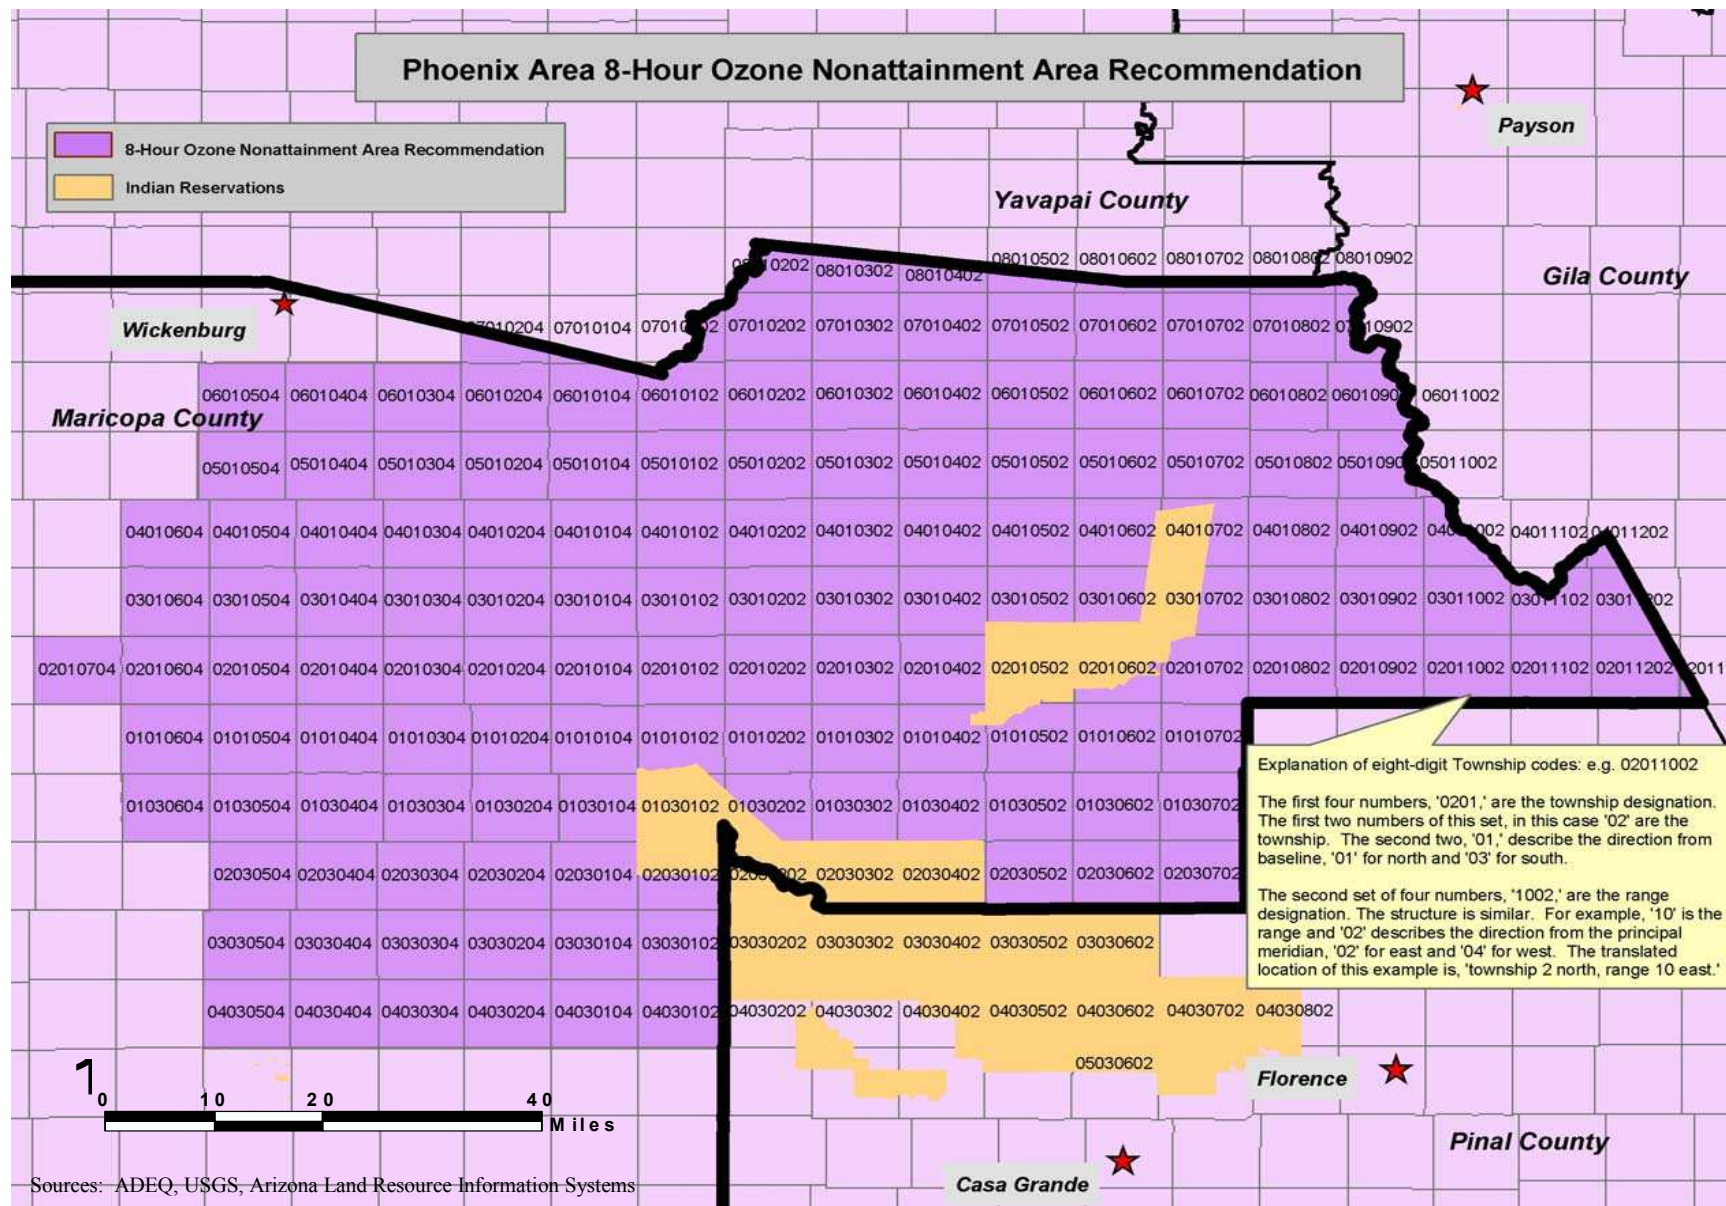 Phoenix Area 8-Hour Ozone Nonattainment Area Recommendation
Payson
8-Hour Ozone Nonattainment Area Recommendation
Indian Reservations
Yavapai County
Gila County
08010302 08010402 08010502 08010602 08010702 08010802 08010902
Wickenburg
07010104 07010202 07010302 07010402 07010502 07010602 07010702 07010802
Maricopa County
06010504 06010404 06010304 06010204 06010104 06010102 06010202 06010302 06010402 06010502 06010602 06010702 06010802 06011002
05010504 05010404 05010304 05010204 05010104 05010102 05010202 05010302 05010402 05010502 05010602 05010702 05010802 05011002
04010604 04010504 04010404 04010304 04010204 04010104 04010102 04010202 04010302 04010402 04010502 04010602 04010702 04010802 04010902 04011102 04011202
03010604 03010504 03010404 03010304 03010204 03010104 03010102 03010202 03010302 03010402 03010502 03010602 03010702 03010802 03010902 03011002 03011102 03011202
02010704 02010604 02010504 02010404 02010304 02010204 02010104 02010102 02010202 02010302 02010402 02010502 02010602 02010702 02010802 02010902 02011002 02011102 02011202
01010604 01010504 01010404 01010304 01010204 01010104 01010102 01010202 01010302 01010402 01010502 01010602 01010702
01030604 01030504 01030404 01030304 01030204 01030104 01030102 01030202 01030302 01030402 01030502 01030602 01030702
02030504 02030404 02030304 02030204 02030104 02030102 02030202 02030302 02030402 02030502 02030602 02030702
03030504 03030404 03030304 03030204 03030104 03030102 03030202 03030302 03030402 03030502 03030602
04030504 04030404 04030304 04030204 04030104 04030102 04030202 04030302 04030402 04030502 04030602 04030702 04030802
05030602
Explanation of eight-digit Township codes: e.g. 02011002
The first four numbers, '0201,' are the township designation.
The first two numbers of this set, in this case '02' are the
township. The second two, '01,' describe the direction from
baseline, '01' for north and '03' for south.
The second set of four numbers, '1002,' are the range
designation. The structure is similar. For example, '10' is the
range and '02' describes the direction from the principal
meridian, '02' for east and '04' for west. The translated
location of this example is, 'township 2 north, range 10 east.'
Florence
1
0 10 20 40
Miles
Pinal County
Casa Grande
Sources: ADEQ, USGS, Arizona Land Resource Information Systems